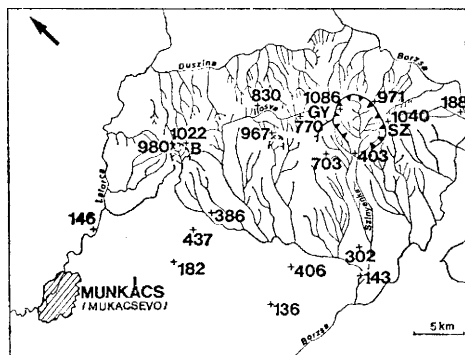 Borzsa
Duszina
830
1086
971
188
GY
1040
Ilosva
770
SZ
1022
967
980
B
703
403
Latorca
Szinyenka
146
386
437
302
182
406
143
MUNKÁCS
/MUKACSEVO/
136
Borzsa
5 km